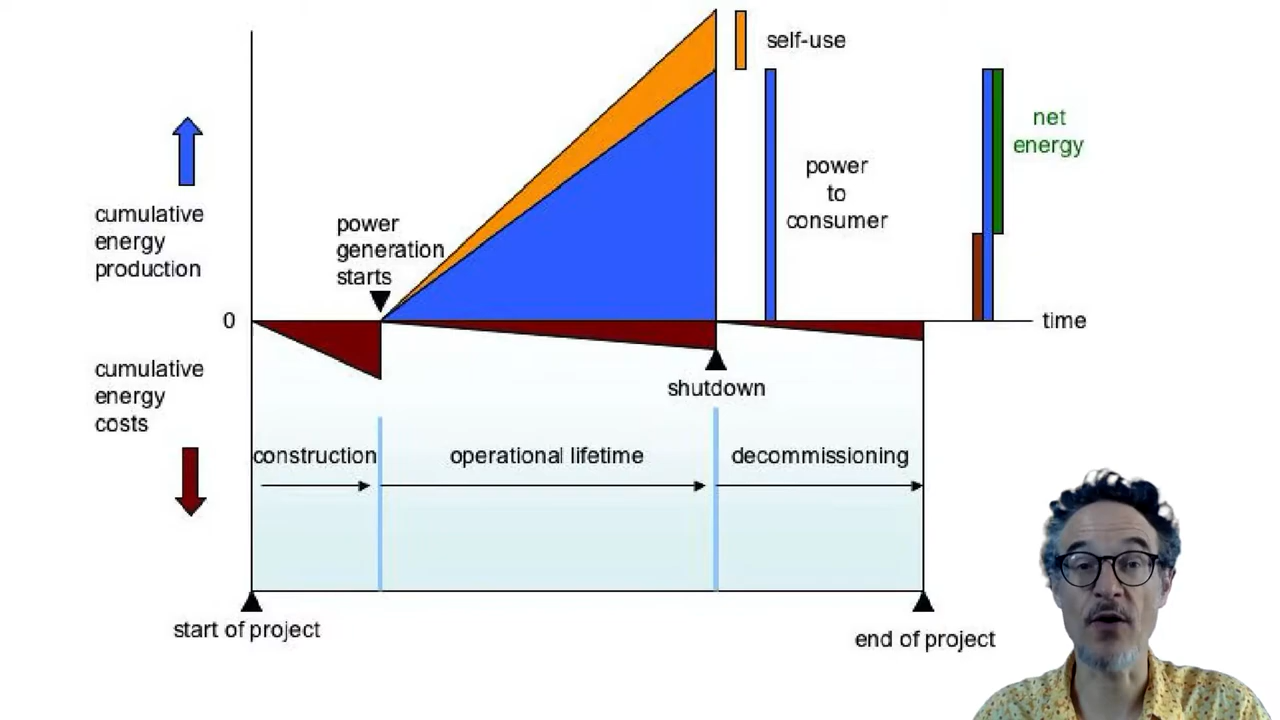 self-use
net
energy
power
to
consumer
cumulative
energy
production
power
generation
starts
0
time
cumulative
energy
costs
shutdown
construction
operational lifetime
decommissioning
start of project
end of project